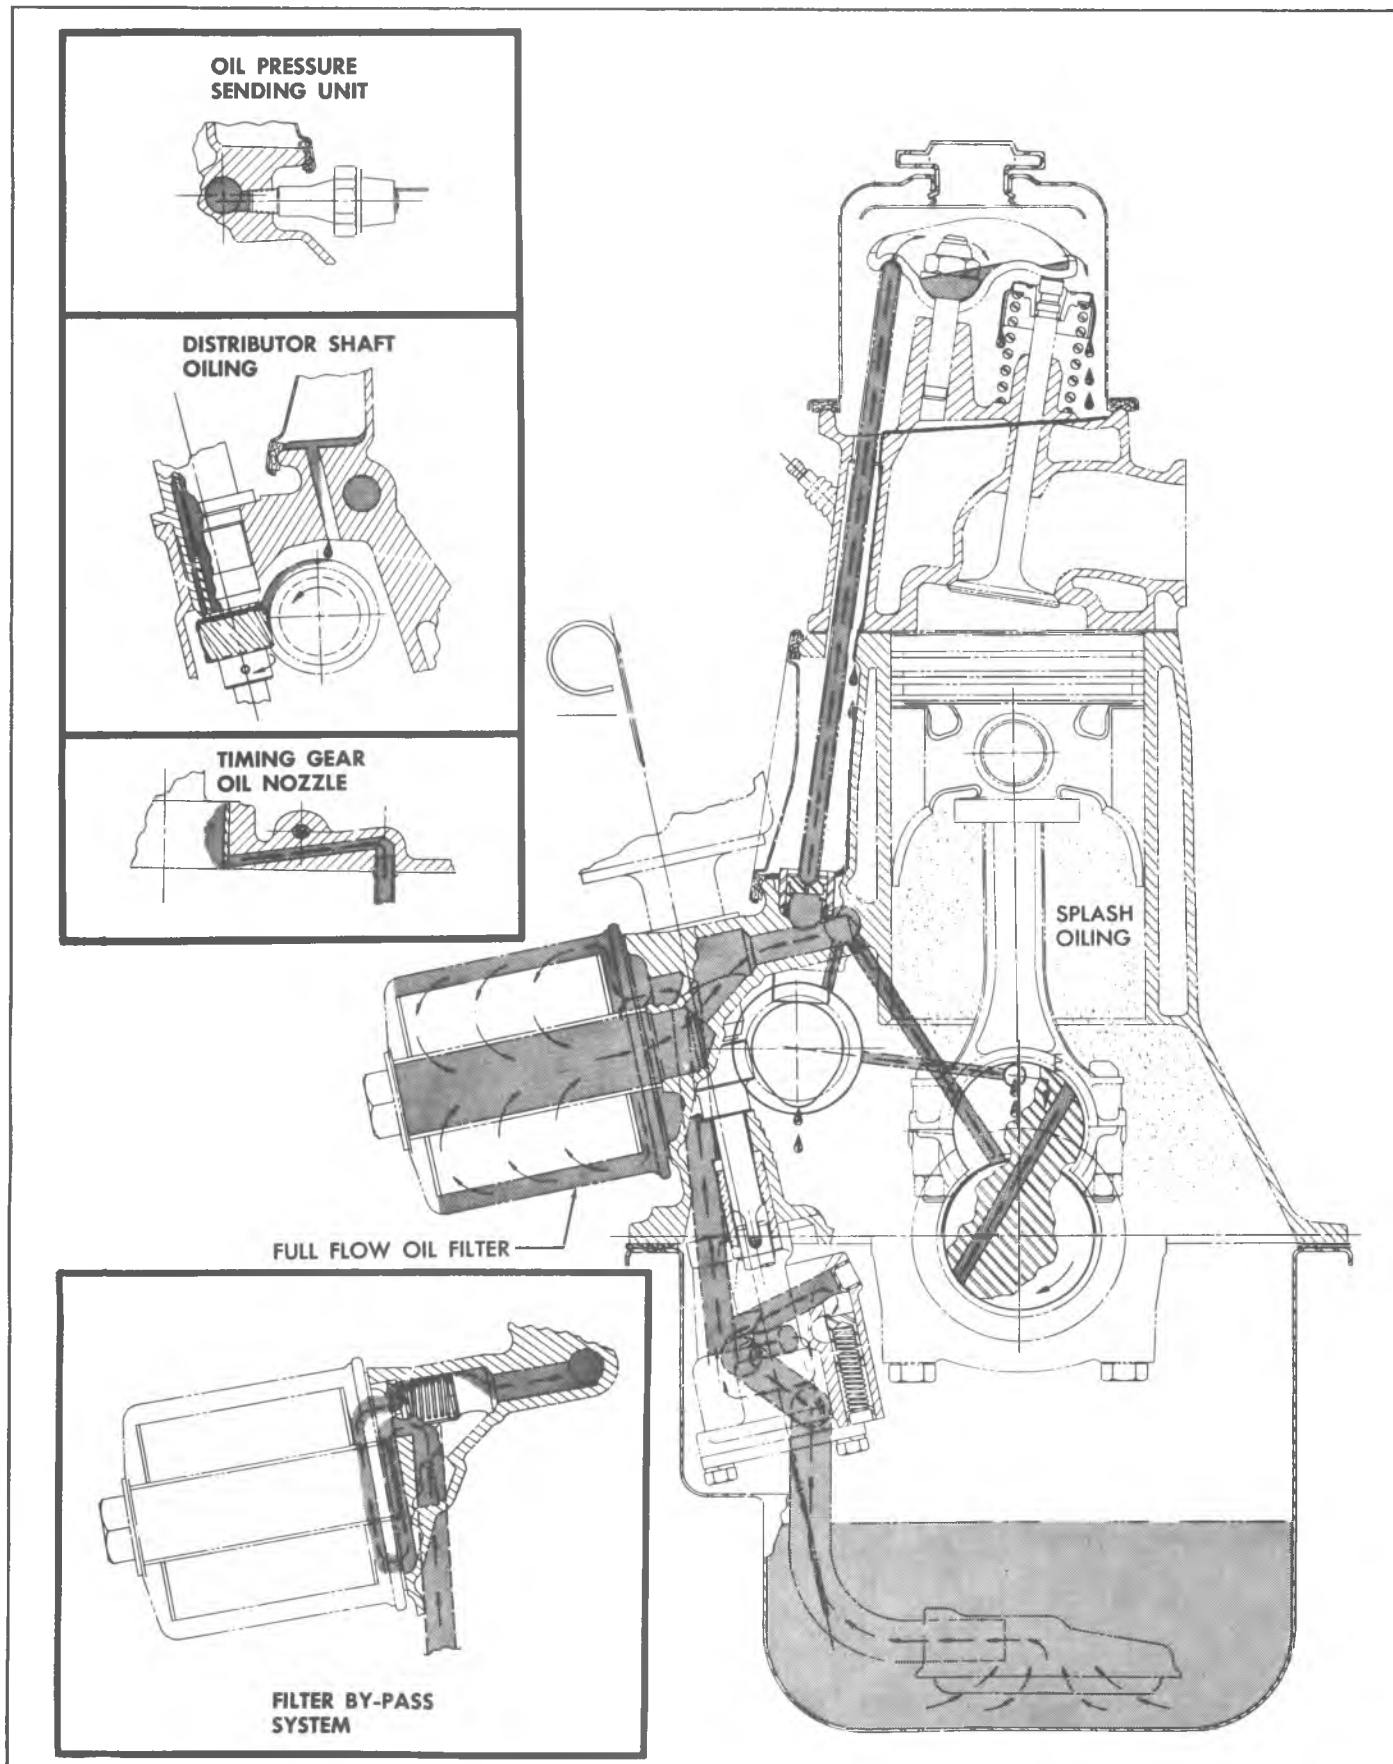 OIL PRESSURE
SENDING UNIT
DISTRIBUTOR SHAFT
OILING
TIMING GEAR
OIL NOZZLE
SPLASH
OILING
FULL FLOW OIL FILTER
FILTER BY-PASS
SYSTEM